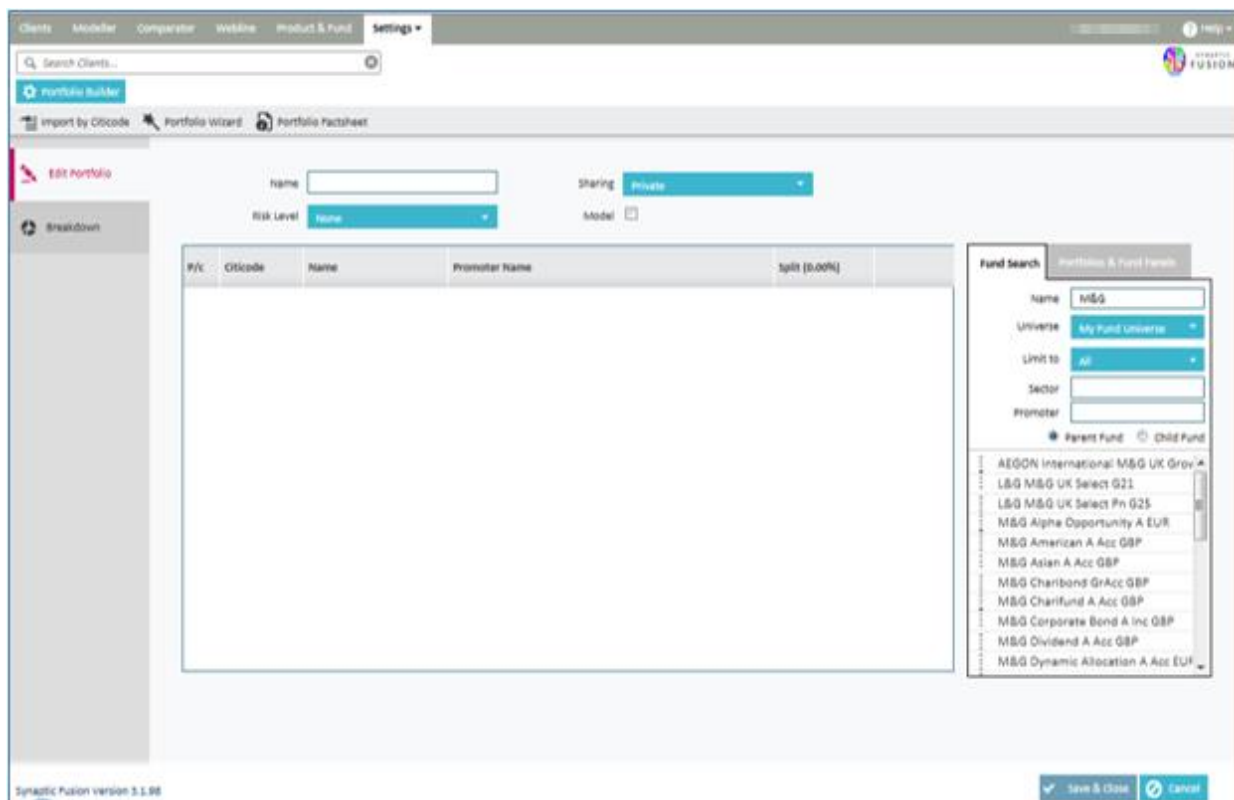 Clients Modeller Comparator Webline Product & Fund Settings
Help
Search Clients...
SYNAPTIC
FUSION
Portfolio Builder
Import by Citicode Portfolio Wizard Portfolio Factsheet
Edit Portfolio
Breakdown
Name
Sharing Private
Risk Level None
Model
P/c Citicode Name Promoter Name Split (0.00%)
Fund Search Portfolios & Fund Panels
Name M&G
Universe My Fund Universe
Limit to All
Sector
Promoter
Parent Fund Child Fund
AEGON International M&G UK Grov
L&G M&G UK Select G21
L&G M&G UK Select Pn G25
M&G Alpha Opportunity A EUR
M&G American A Acc GBP
M&G Asian A Acc GBP
M&G Charibond GrAcc GBP
M&G Charifund A Acc GBP
M&G Corporate Bond A Inc GBP
M&G Dividend A Acc GBP
M&G Dynamic Allocation A Acc EUR
Synaptic Fusion Version 3.1.98
Save & Close Cancel